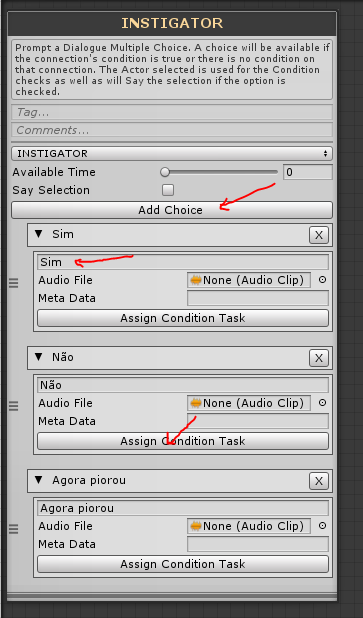 INSTIGATOR
Prompt a Dialogue Multiple Choice. A choice will be available if
the connection's condition is true or there is no condition on
that connection. The Actor selected is used for the Condition
checks as well as will Say the selection if the option is
checked.
Tag...
Comments...
INSTIGATOR
Available Time 0
Say Selection
Add Choice
▼ Sim X
Sim
Audio File None (Audio Clip)
Meta Data
Assign Condition Task
▼ Não X
Não
Audio File None (Audio Clip)
Meta Data
Assign Condition Task
▼ Agora piorou X
Agora piorou
Audio File None (Audio Clip)
Meta Data
Assign Condition Task